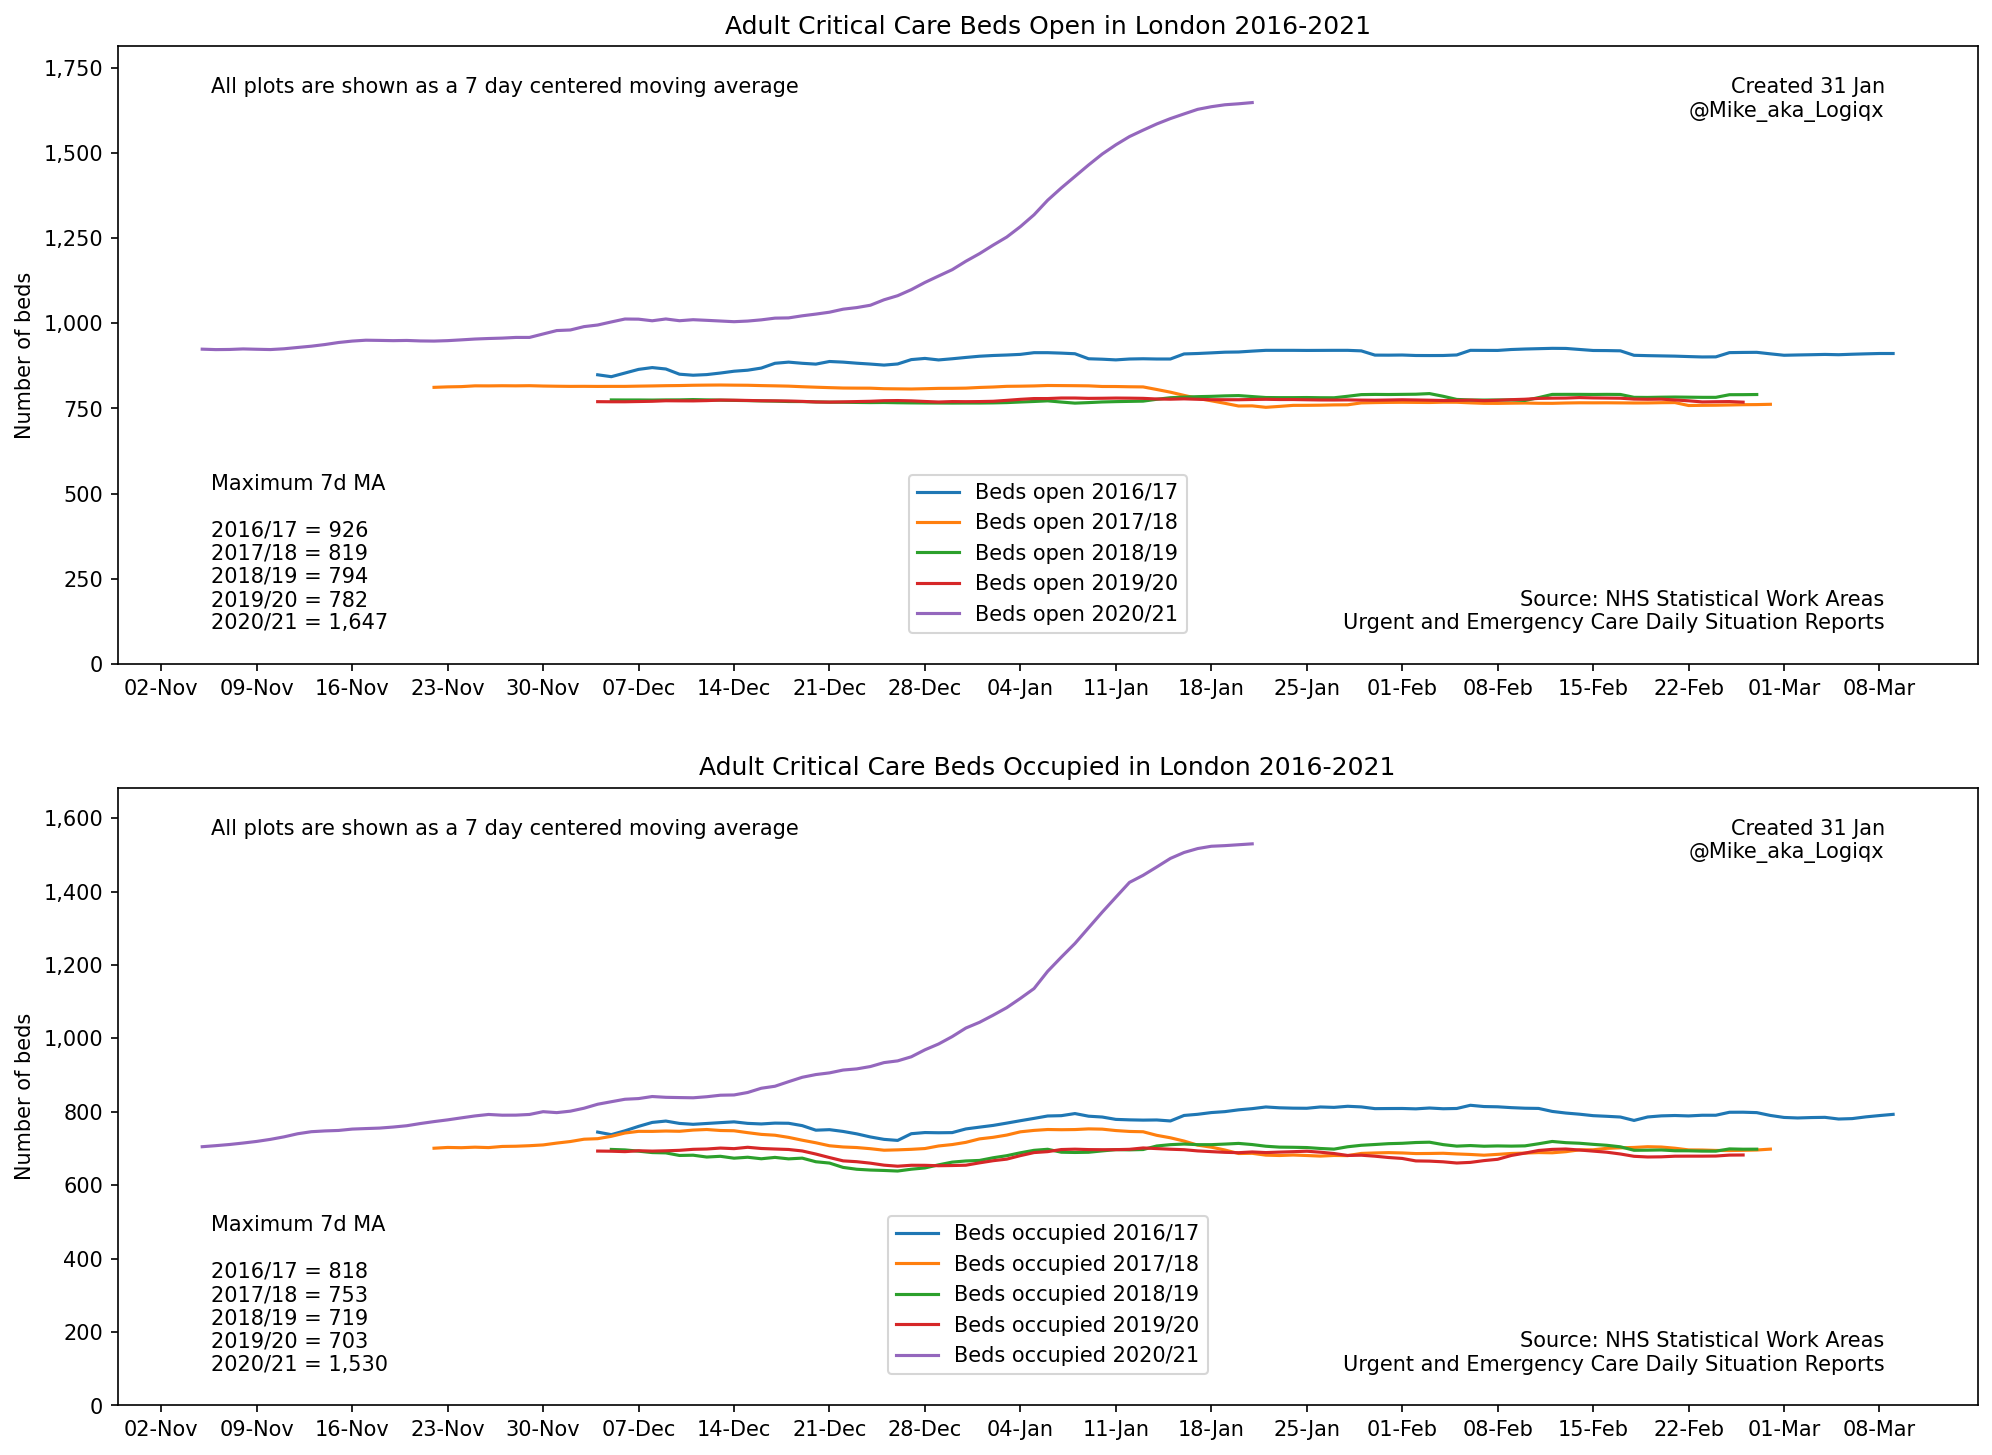 Adult Critical Care Beds Open in London 2016-2021
All plots are shown as a 7 day centered moving average
Created 31 Jan
@Mike_aka_Logiqx
Number of beds
1,750
1,500
1,250
1,000
750
500
250
0
Maximum 7d MA
2016/17 = 926
2017/18 = 819
2018/19 = 794
2019/20 = 782
2020/21 = 1,647
Beds open 2016/17
Beds open 2017/18
Beds open 2018/19
Beds open 2019/20
Beds open 2020/21
Source: NHS Statistical Work Areas
Urgent and Emergency Care Daily Situation Reports
02-Nov 09-Nov 16-Nov 23-Nov 30-Nov 07-Dec 14-Dec 21-Dec 28-Dec 04-Jan 11-Jan 18-Jan 25-Jan 01-Feb 08-Feb 15-Feb 22-Feb 01-Mar 08-Mar
Adult Critical Care Beds Occupied in London 2016-2021
All plots are shown as a 7 day centered moving average
Created 31 Jan
@Mike_aka_Logiqx
Number of beds
1,600
1,400
1,200
1,000
800
600
400
200
0
Maximum 7d MA
2016/17 = 818
2017/18 = 753
2018/19 = 719
2019/20 = 703
2020/21 = 1,530
Beds occupied 2016/17
Beds occupied 2017/18
Beds occupied 2018/19
Beds occupied 2019/20
Beds occupied 2020/21
Source: NHS Statistical Work Areas
Urgent and Emergency Care Daily Situation Reports
02-Nov 09-Nov 16-Nov 23-Nov 30-Nov 07-Dec 14-Dec 21-Dec 28-Dec 04-Jan 11-Jan 18-Jan 25-Jan 01-Feb 08-Feb 15-Feb 22-Feb 01-Mar 08-Mar